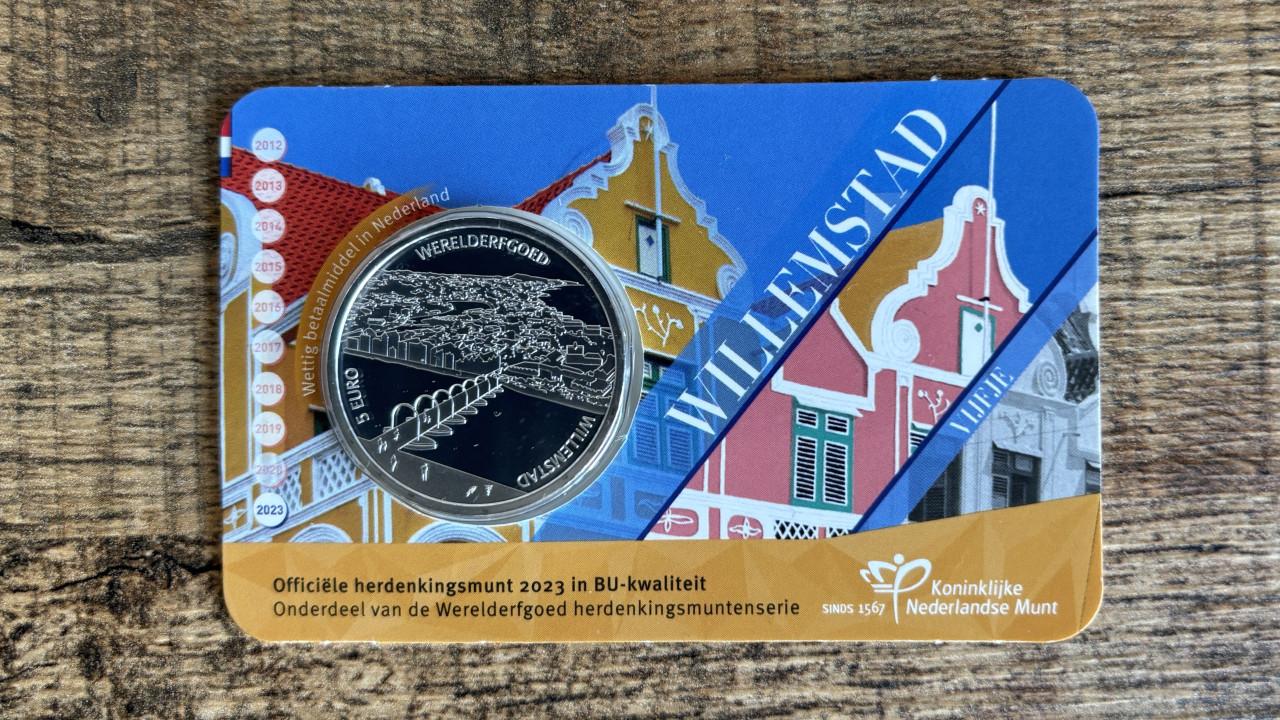 2012
2013
2014
2015
2016
2017
2018
2019
2020
2023
Wettig betaalmiddel in Nederland
WERELDERFGOED
5 EURO
WILLEMSTAD
WILLEMSTAD
VIJFJE
Officiële herdenkingsmunt 2023 in BU-kwaliteit
Onderdeel van de Werelderfgoed herdenkingsmuntenserie
SINDS 1567
Koninklijke
Nederlandse Munt